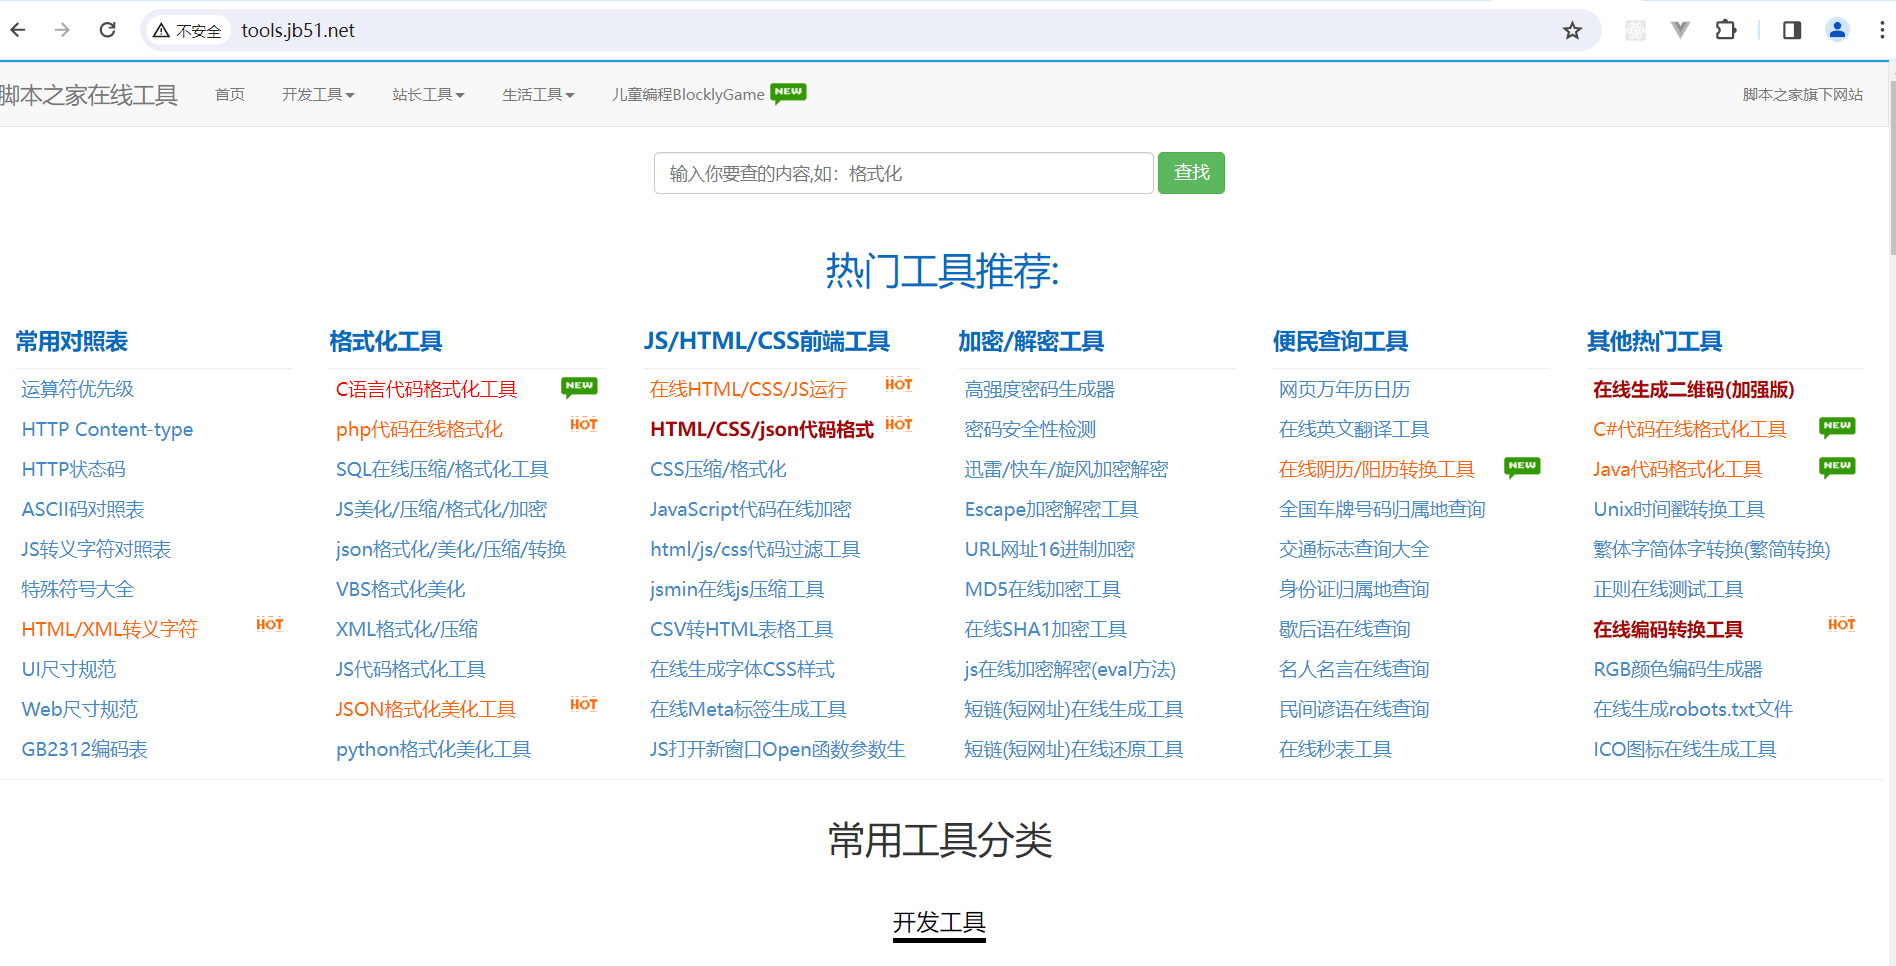 不安全 tools.jb51.net
脚本之家在线工具 首页 开发工具 站长工具 生活工具 儿童编程BlocklyGame NEW 脚本之家旗下网站
输入你要查的内容,如：格式化 查找
热门工具推荐:
常用对照表
运算符优先级
HTTP Content-type
HTTP状态码
ASCII码对照表
JS转义字符对照表
特殊符号大全
HTML/XML转义字符 HOT
UI尺寸规范
Web尺寸规范
GB2312编码表
格式化工具
C语言代码格式化工具 NEW
php代码在线格式化 HOT
SQL在线压缩/格式化工具
JS美化/压缩/格式化/加密
json格式化/美化/压缩/转换
VBS格式化美化
XML格式化/压缩
JS代码格式化工具
JSON格式化美化工具 HOT
python格式化美化工具
JS/HTML/CSS前端工具
在线HTML/CSS/JS运行 HOT
HTML/CSS/json代码格式 HOT
CSS压缩/格式化
JavaScript代码在线加密
html/js/css代码过滤工具
jsmin在线js压缩工具
CSV转HTML表格工具
在线生成字体CSS样式
在线Meta标签生成工具
JS打开新窗口Open函数参数生
加密/解密工具
高强度密码生成器
密码安全性检测
迅雷/快车/旋风加密解密
Escape加密解密工具
URL网址16进制加密
MD5在线加密工具
在线SHA1加密工具
js在线加密解密(eval方法)
短链(短网址)在线生成工具
短链(短网址)在线还原工具
便民查询工具
网页万年历日历
在线英文翻译工具
在线阴历/阳历转换工具 NEW
全国车牌号码归属地查询
交通标志查询大全
身份证归属地查询
歇后语在线查询
名人名言在线查询
民间谚语在线查询
在线秒表工具
其他热门工具
在线生成二维码(加强版)
C#代码在线格式化工具 NEW
Java代码格式化工具 NEW
Unix时间戳转换工具
繁体字简体字转换(繁简转换)
正则在线测试工具
在线编码转换工具 HOT
RGB颜色编码生成器
在线生成robots.txt文件
ICO图标在线生成工具
常用工具分类
开发工具